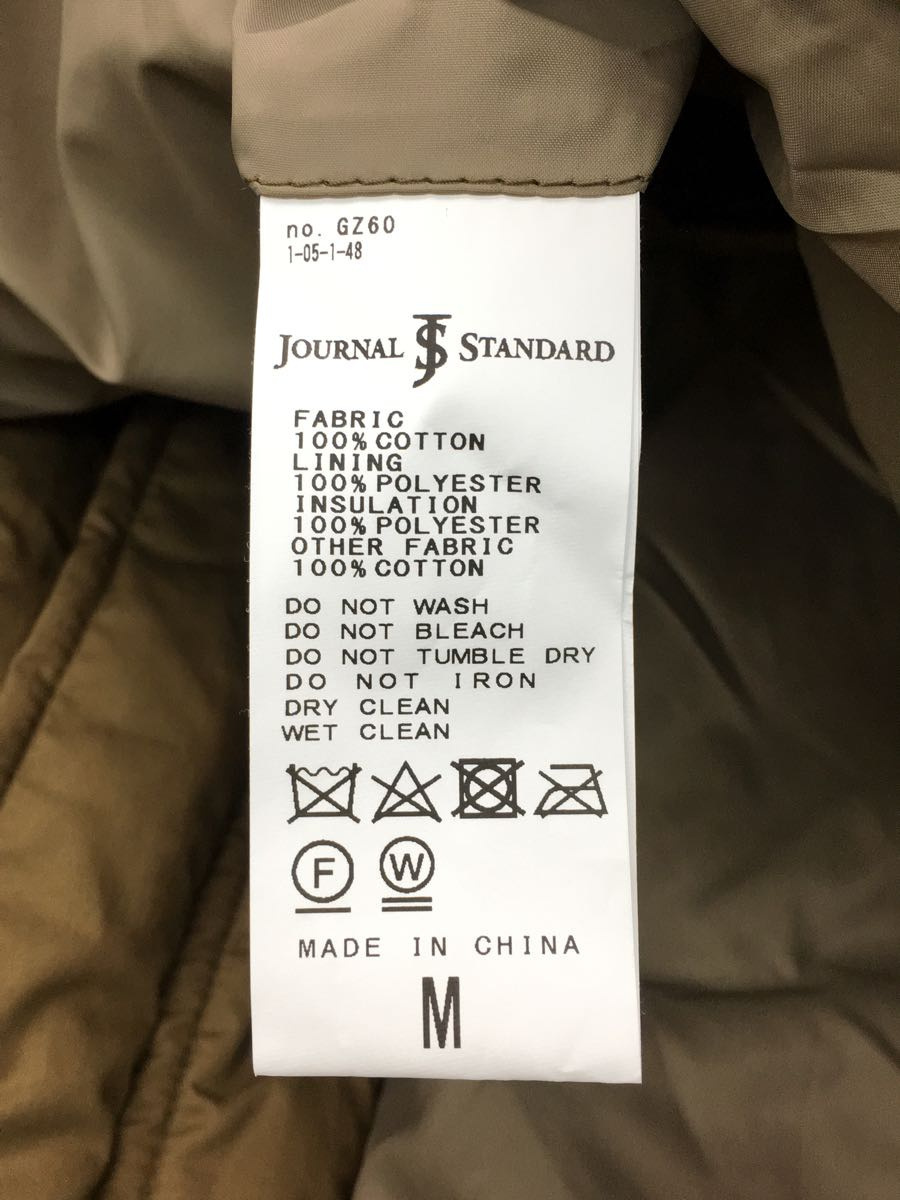 no. GZ60
1-05-1-48
JOURNAL JS STANDARD
FABRIC
100% COTTON
LINING
100% POLYESTER
INSULATION
100% POLYESTER
OTHER FABRIC
100% COTTON
DO NOT WASH
DO NOT BLEACH
DO NOT TUMBLE DRY
DO NOT IRON
DRY CLEAN
WET CLEAN
F W
MADE IN CHINA
M